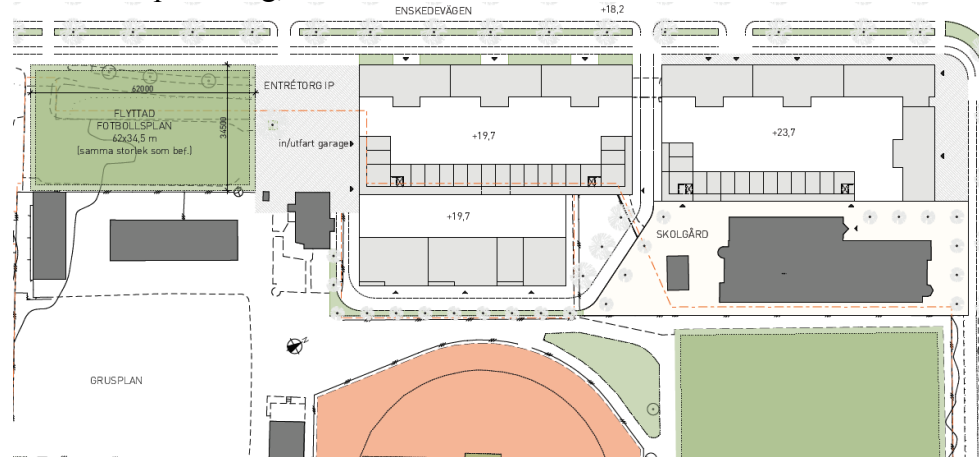 ENSKEDEVÄGEN
+18,2
62000
34500
FLYTTAD
FOTBOLLSPLAN
62x34,5 m
(samma storlek som bef.)
ENTRÉTORG IP
in/utfart garage
+19,7
+23,7
+19,7
SKOLGÅRD
GRUSPLAN